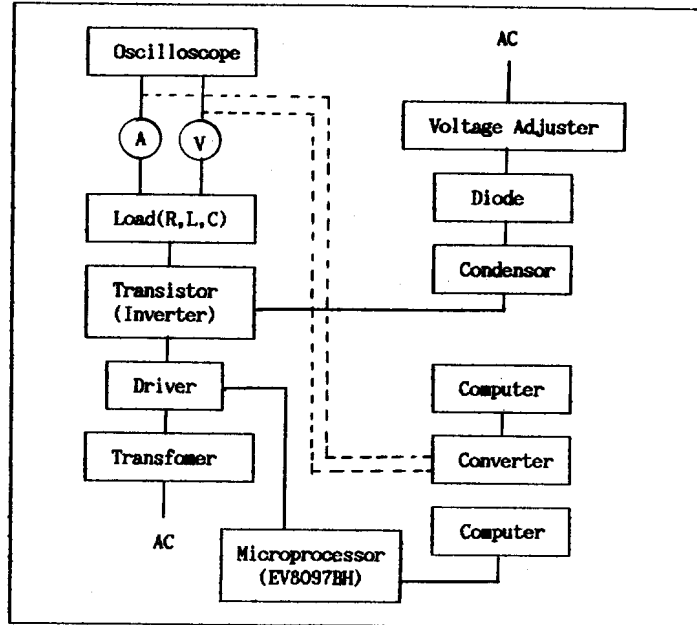 Oscilloscope
A
V
Load(R,L,C)
Transistor
(Inverter)
Driver
Transfomer
AC
AC
Voltage Adjuster
Diode
Condensor
Computer
Converter
Computer
Microprocessor
(EV8097BH)